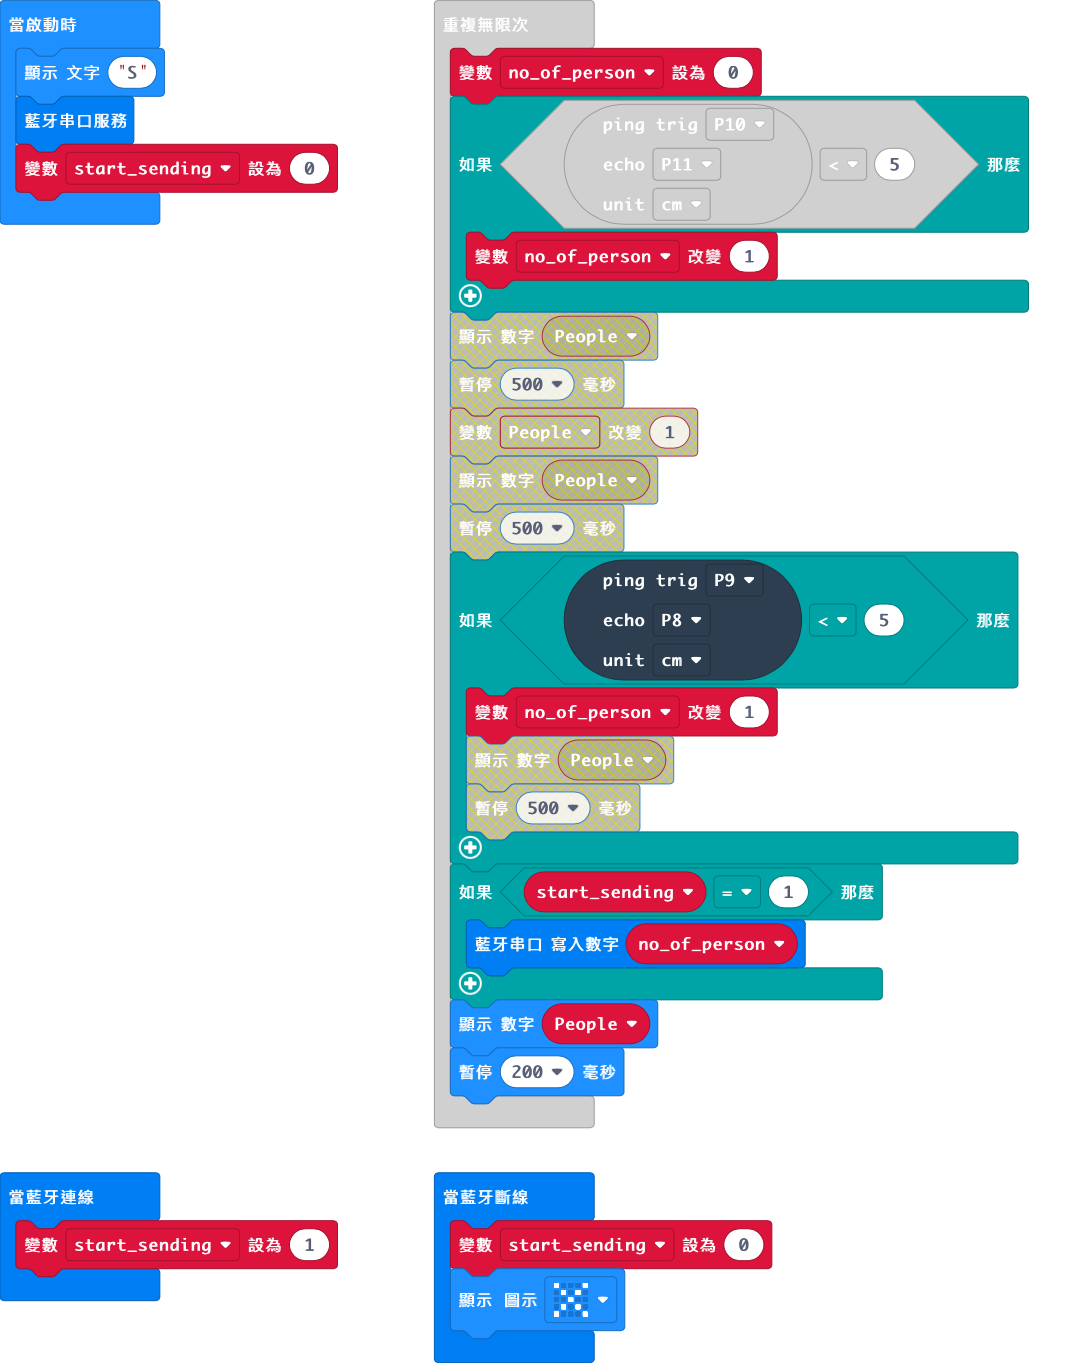 當啟動時
顯示 文字 "S"
藍牙串口服務
變數 start_sending 設為 0
重複無限次
變數 no_of_person 設為 0
如果 ping trig P10 echo P11 unit cm < 5 那麼
變數 no_of_person 改變 1
顯示 數字 People
暫停 500 毫秒
變數 People 改變 1
顯示 數字 People
暫停 500 毫秒
如果 ping trig P9 echo P8 unit cm < 5 那麼
變數 no_of_person 改變 1
顯示 數字 People
暫停 500 毫秒
如果 start_sending = 1 那麼
藍牙串口 寫入數字 no_of_person
顯示 數字 People
暫停 200 毫秒
當藍牙連線
變數 start_sending 設為 1
當藍牙斷線
變數 start_sending 設為 0
顯示 圖示